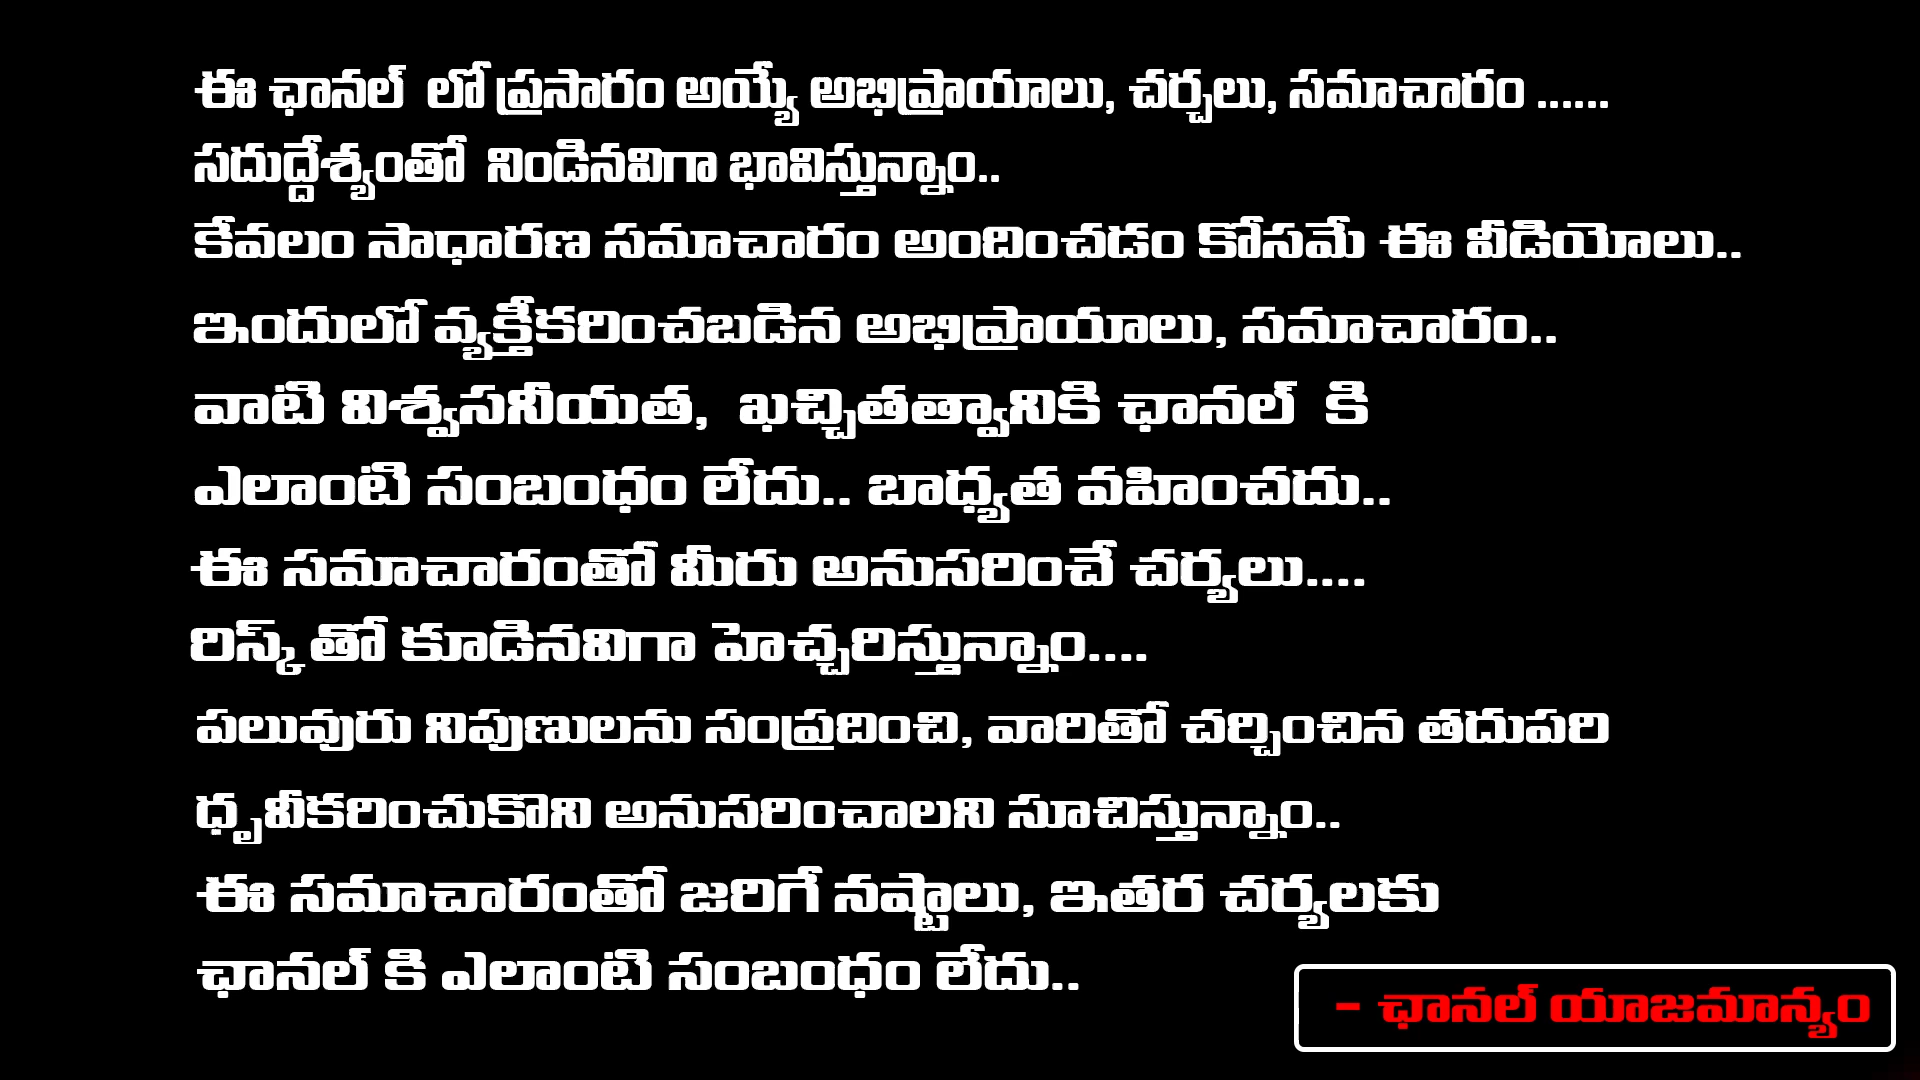 ఈ ఛానల్ లో ప్రసారం అయ్యే అభిప్రాయాలు, చర్చలు, సమాచారం ......
సదుద్దేశ్యంతో నిండినవిగా భావిస్తున్నాం..
కేవలం సాధారణ సమాచారం అందించడం కోసమే ఈ వీడియోలు..
ఇందులో వ్యక్తీకరించబడిన అభిప్రాయాలు, సమాచారం..
వాటి విశ్వసనీయత, ఖచ్చితత్వానికి ఛానల్ కి
ఎలాంటి సంబంధం లేదు.. బాధ్యత వహించదు..
ఈ సమాచారంతో మీరు అనుసరించే చర్యలు....
రిస్క్ తో కూడినవిగా హెచ్చరిస్తున్నాం....
పలువురు నిపుణులను సంప్రదించి, వారితో చర్చించిన తదుపరి
ధృవీకరించుకొని అనుసరించాలని సూచిస్తున్నాం..
ఈ సమాచారంతో జరిగే నష్టాలు, ఇతర చర్యలకు
ఛానల్ కి ఎలాంటి సంబంధం లేదు..
- ఛానల్ యాజమాన్యం